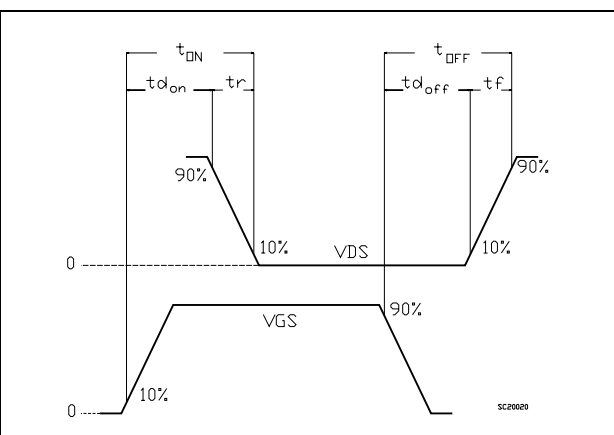 tON tOFF
tdon tr tdoff tf
90% 90%
10% VDS 10%
0
VGS 90%
10%
0 SC20020